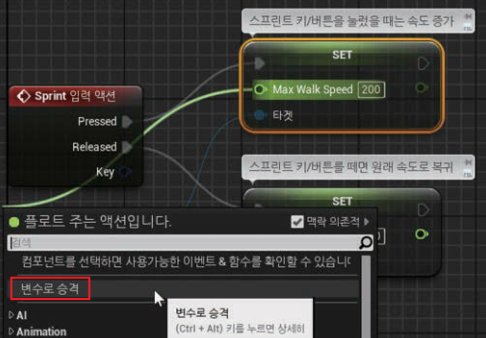 스프린트 키/버튼을 눌렀을 때는 속도 증가
SET
Max Walk Speed 200
타겟
Sprint 입력 액션
Pressed
Released
Key
스프린트 키/버튼를 떼면 원래 속도로 복귀
SET
플로트 주는 액션입니다.
맥락 의존적
검색
컴포넌트를 선택하면 사용가능한 이벤트 & 함수를 확인할 수 있습니
변수로 승격
변수로 승격
(Ctrl + Alt) 키를 누르면 상세히
AI
Animation